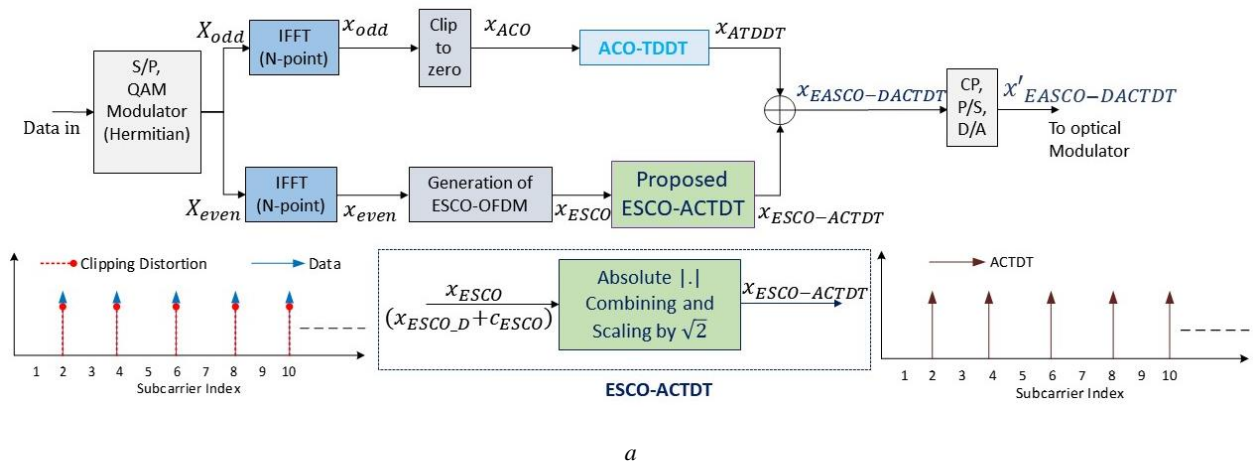 S/P,
QAM
Modulator
(Hermitian)
Data in
X_odd
IFFT
(N-point)
x_odd
Clip
to
zero
x_ACO
ACO-TDDT
x_ATDDT
X_even
IFFT
(N-point)
x_even
Generation of
ESCO-OFDM
x_ESCO
Proposed
ESCO-ACTDT
x_ESCO−ACTDT
x_EASCO−DACTDT
CP,
P/S,
D/A
x'_EASCO−DACTDT
To optical
Modulator
Clipping Distortion
Data
1 2 3 4 5 6 7 8 9 10
Subcarrier Index
x_ESCO
(x_ESCO_D+c_ESCO)
Absolute |.|
Combining and
Scaling by √2
x_ESCO−ACTDT
ESCO-ACTDT
ACTDT
1 2 3 4 5 6 7 8 9 10
Subcarrier Index
a